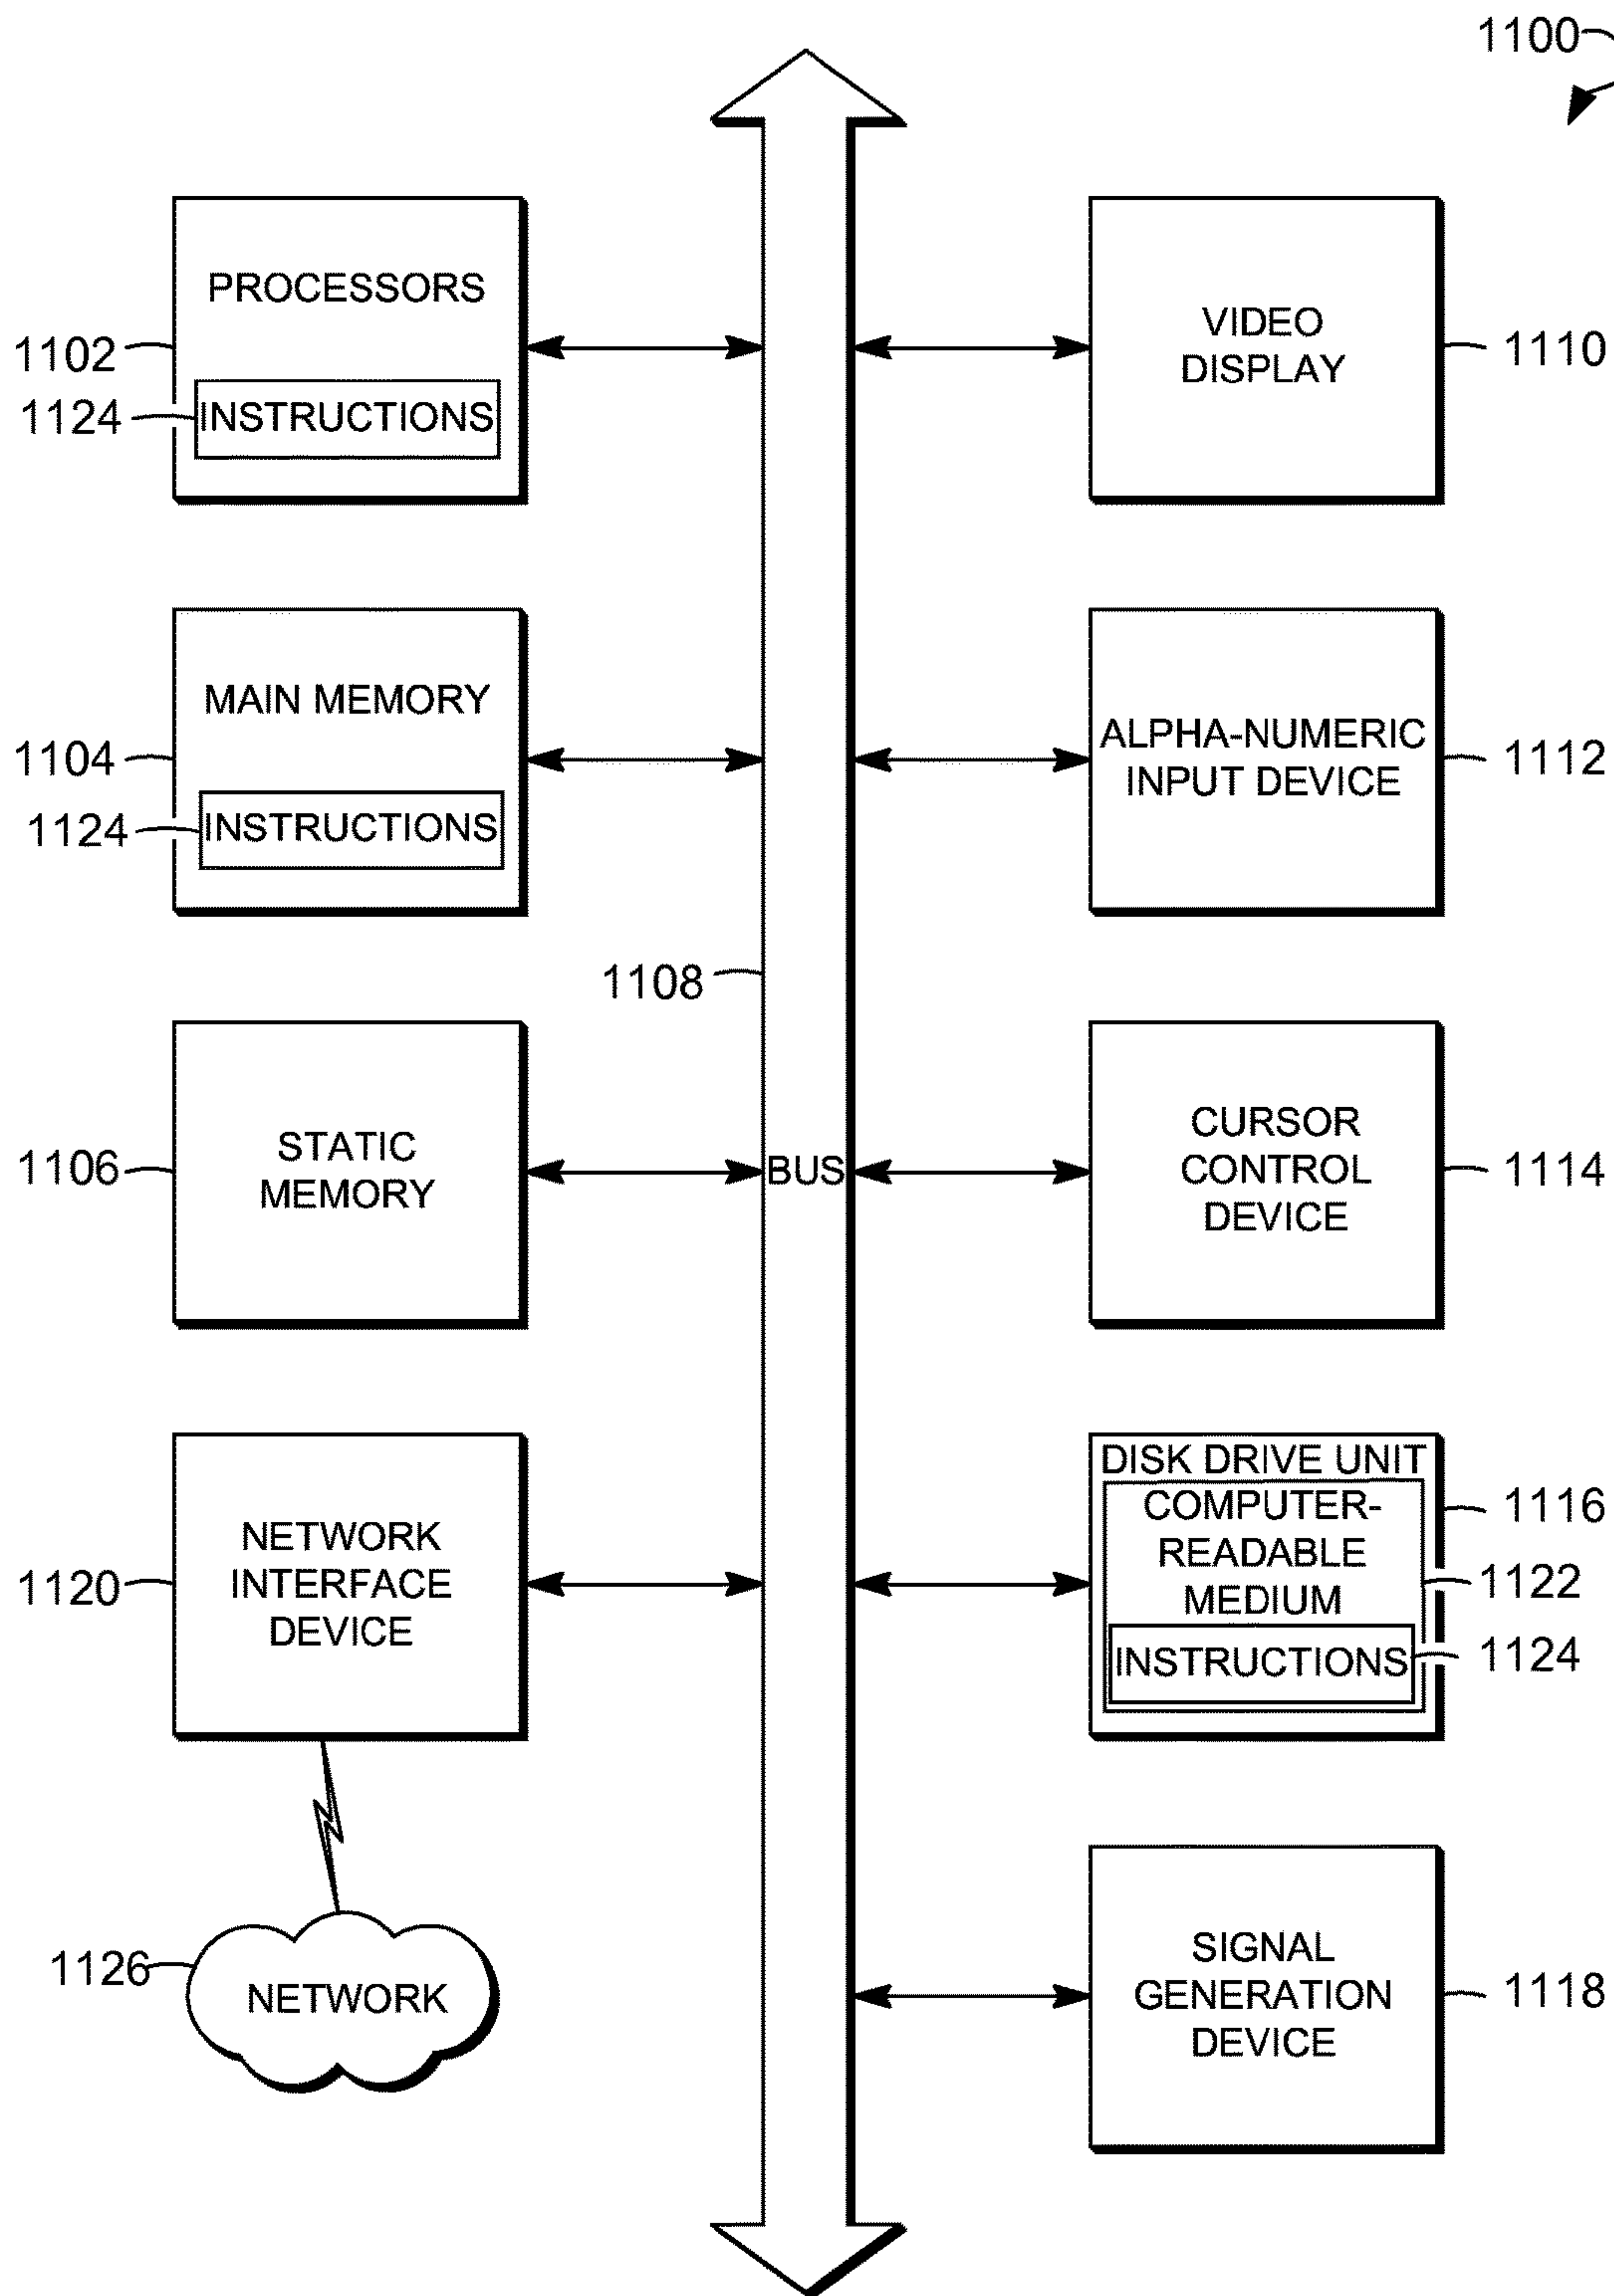 1100
PROCESSORS
1102
1124
INSTRUCTIONS
VIDEO
DISPLAY
1110
MAIN MEMORY
1104
1124
INSTRUCTIONS
ALPHA-NUMERIC
INPUT DEVICE
1112
1108
STATIC
MEMORY
1106
BUS
CURSOR
CONTROL
DEVICE
1114
NETWORK
INTERFACE
DEVICE
1120
DISK DRIVE UNIT
COMPUTER-
READABLE
MEDIUM
INSTRUCTIONS
1116
1122
1124
1126
NETWORK
SIGNAL
GENERATION
DEVICE
1118